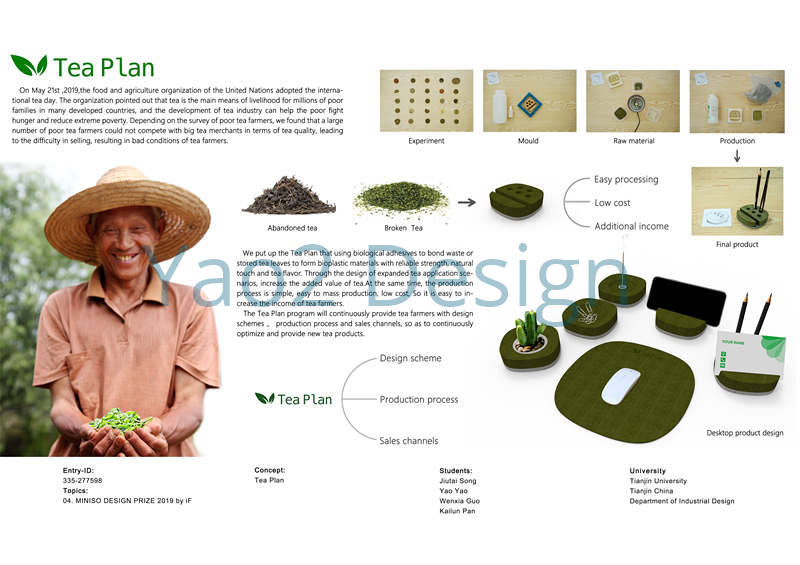 Tea Plan
On May 21st ,2019,the food and agriculture organization of the United Nations adopted the interna-
tional tea day. The organization pointed out that tea is the main means of livelihood for millions of poor
families in many developed countries, and the development of tea industry can help the poor fight
hunger and reduce extreme poverty. Depending on the survey of poor tea farmers, we found that a large
number of poor tea farmers could not compete with big tea merchants in terms of tea quality, leading
to the difficulty in selling, resulting in bad conditions of tea farmers.
Experiment
Mould
Raw material
Production
Abandoned tea
Broken Tea
Easy processing
Low cost
Additional income
Final product
We put up the Tea Plan that using biological adhesives to bond waste or
stored tea leaves to form bioplastic materials with reliable strength, natural
touch and tea flavor. Through the design of expanded tea application sce-
narios, increase the added value of tea.At the same time, the production
process is simple, easy to mass production, low cost, So it is easy to in-
crease the income of tea farmers.
The Tea Plan program will continuously provide tea farmers with design
schemes 、 production process and sales channels, so as to continuously
optimize and provide new tea products.
Yao2 Design
Tea Plan
Design scheme
Production process
Sales channels
YOUR NAME
Desktop product design
Entry-ID:
335-277598
Topics:
04. MINISO DESIGN PRIZE 2019 by iF
Concept:
Tea Plan
Students:
Jiutai Song
Yao Yao
Wenxia Guo
Kailun Pan
University
Tianjin University
Tianjin China
Department of Industrial Design